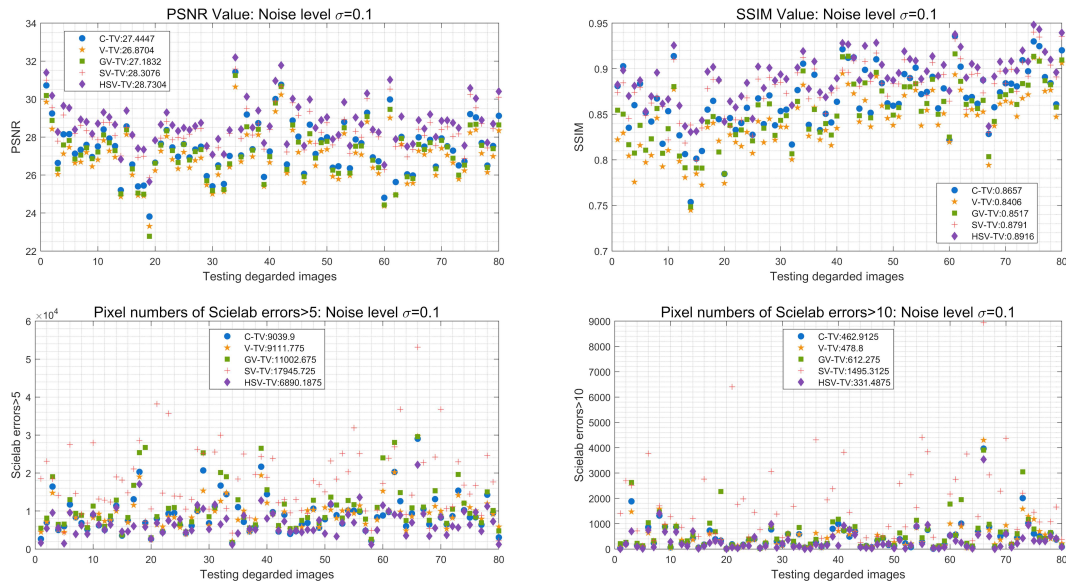 PSNR Value: Noise level σ=0.1
40
38
36
34
32
30
28
26
24
22
PSNR
C-TV:27.4447
V-TV:26.8704
GV-TV:27.1832
SV-TV:28.3076
HSV-TV:28.7304
0 10 20 30 40 50 60 70 80
Testing degarded images
SSIM Value: Noise level σ=0.1
0.95
0.9
0.85
0.8
0.75
0.7
SSIM
C-TV:0.8657
V-TV:0.8406
GV-TV:0.8517
SV-TV:0.8791
HSV-TV:0.8916
0 10 20 30 40 50 60 70 80
Testing degarded images
Pixel numbers of Scielab errors>5: Noise level σ=0.1
×10⁴
6
5
4
3
2
1
0
Scielab errors>5
C-TV:9039.9
V-TV:9111.775
GV-TV:11002.675
SV-TV:17945.725
HSV-TV:6890.1875
0 10 20 30 40 50 60 70 80
Testing degarded images
Pixel numbers of Scielab errors>10: Noise level σ=0.1
9000
8000
7000
6000
5000
4000
3000
2000
1000
0
Scielab errors>10
C-TV:462.9125
V-TV:478.8
GV-TV:612.275
SV-TV:1495.3125
HSV-TV:331.4875
0 10 20 30 40 50 60 70 80
Testing degarded images